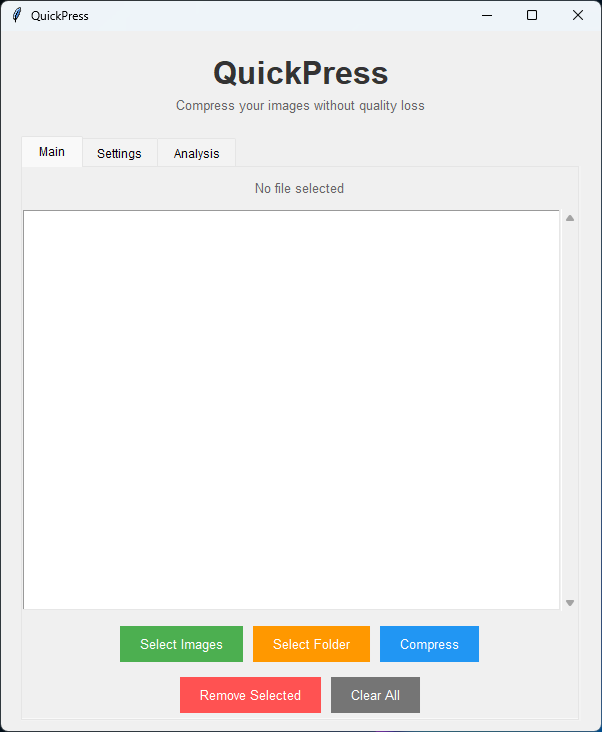 QuickPress
QuickPress
Compress your images without quality loss
Main Settings Analysis
No file selected
Select Images Select Folder Compress
Remove Selected Clear All